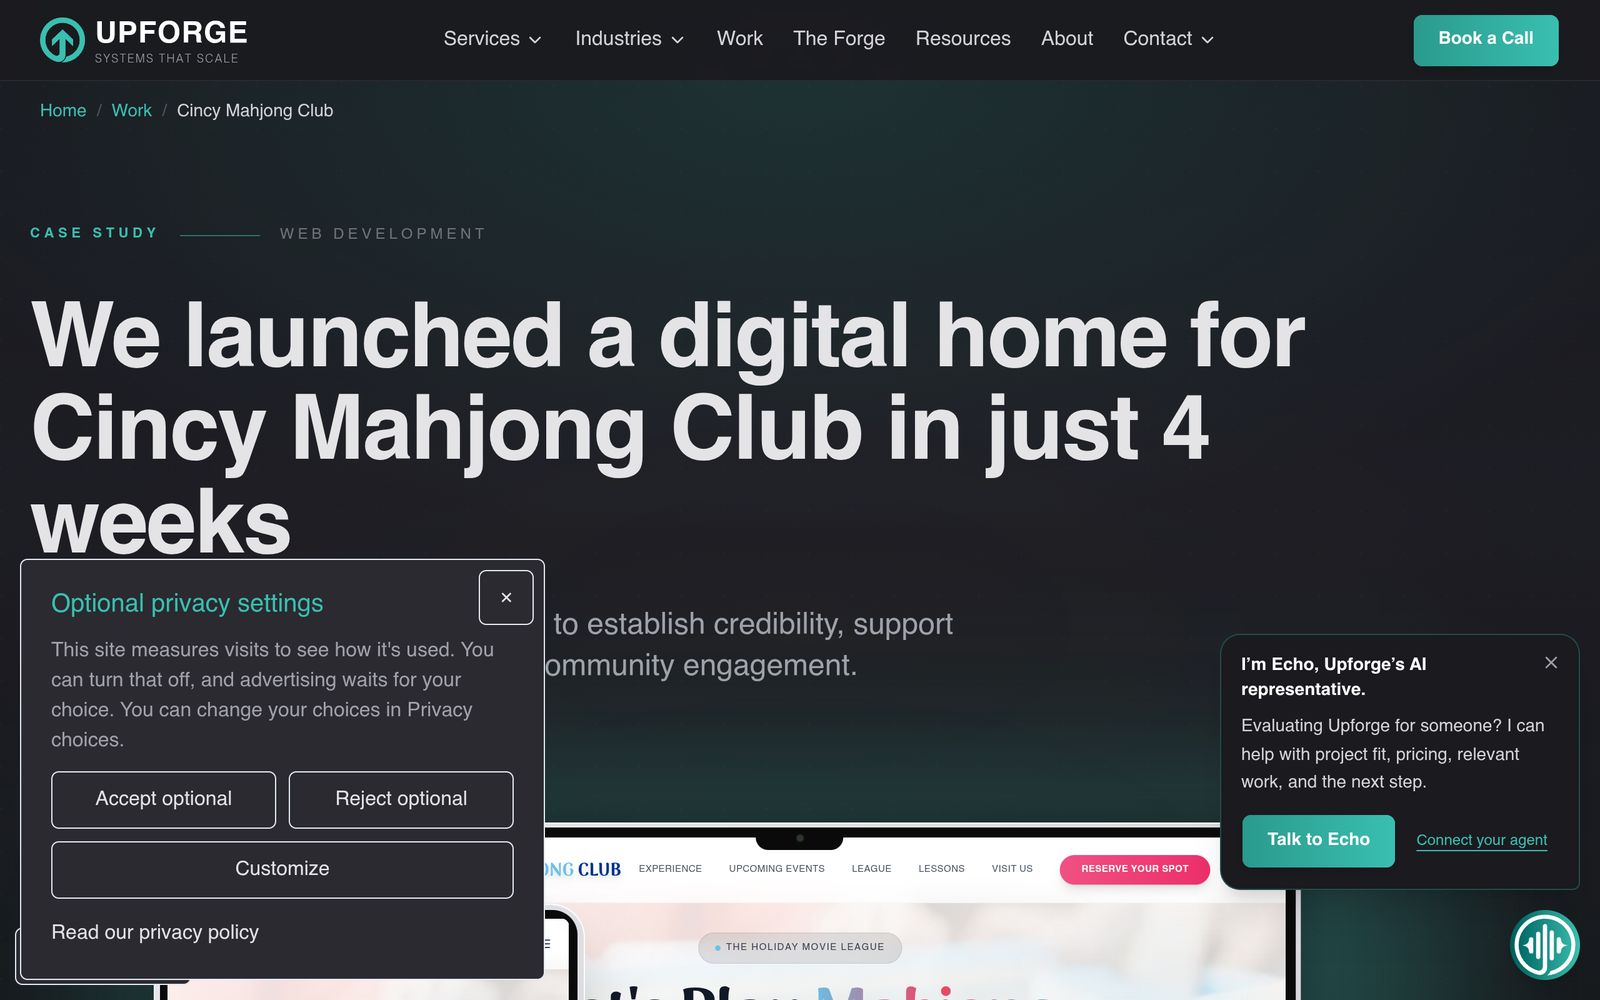 UPFORGE
SYSTEMS THAT SCALE
Services
Industries
Work
The Forge
Resources
About
Contact
Book a Call
Home / Work / Cincy Mahjong Club
CASE STUDY
WEB DEVELOPMENT
We launched a digital home for
Cincy Mahjong Club in just 4
weeks
to establish credibility, support
ommunity engagement.
Optional privacy settings
×
This site measures visits to see how it's used. You
can turn that off, and advertising waits for your
choice. You can change your choices in Privacy
choices.
Accept optional
Reject optional
Customize
Read our privacy policy
I’m Echo, Upforge’s AI
representative.
Evaluating Upforge for someone? I can
help with project fit, pricing, relevant
work, and the next step.
Talk to Echo
Connect your agent
ONG CLUB
EXPERIENCE
UPCOMING EVENTS
LEAGUE
LESSONS
VISIT US
RESERVE YOUR SPOT
THE HOLIDAY MOVIE LEAGUE